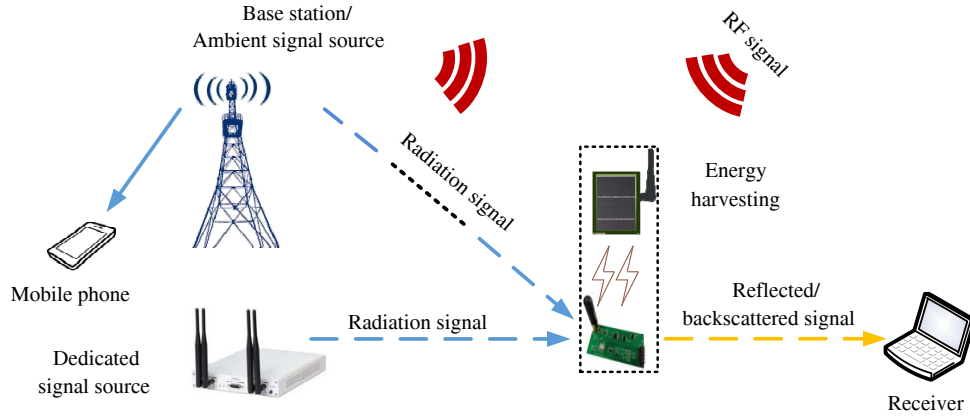 Base station/
Ambient signal source
RF signal
Radiation signal
Energy
harvesting
Mobile phone
Radiation signal
Reflected/
backscattered signal
Dedicated
signal source
Receiver